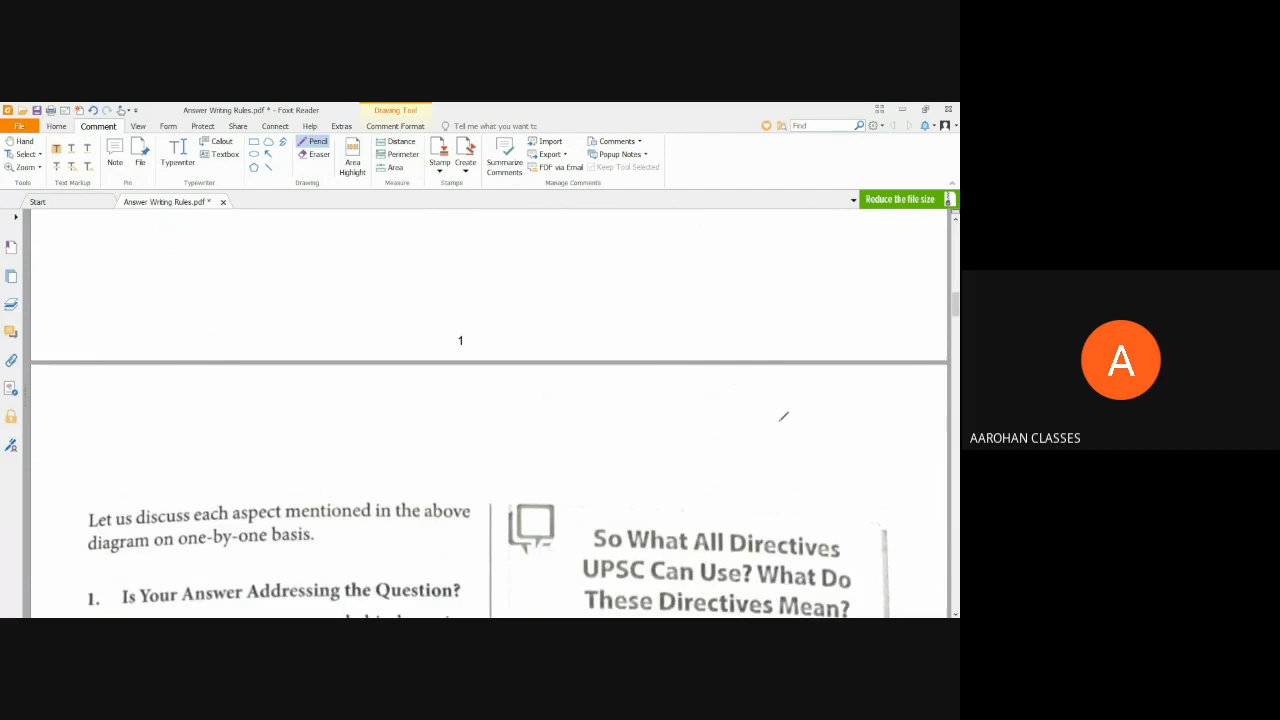 Answer Writing Rules.pdf * - Foxit Reader
Drawing Tool
File Home Comment View Form Protect Share Connect Help Extras Comment Format Tell me what you want tc
Find
Hand
Select
Zoom
Tools
Text Markup
Note
File
Pin
Typewriter
Callout
Textbox
Typewriter
Pencil
Eraser
Drawing
Area Highlight
Distance
Perimeter
Area
Measure
Stamp
Create
Stamps
Summarize Comments
Import
Export
FDF via Email
Comments
Popup Notes
Keep Tool Selected
Manage Comments
Start
Answer Writing Rules.pdf *
Reduce the file size
1
Let us discuss each aspect mentioned in the above
diagram on one-by-one basis.
1. Is Your Answer Addressing the Question?
So What All Directives
UPSC Can Use? What Do
These Directives Mean?
A
AAROHAN CLASSES